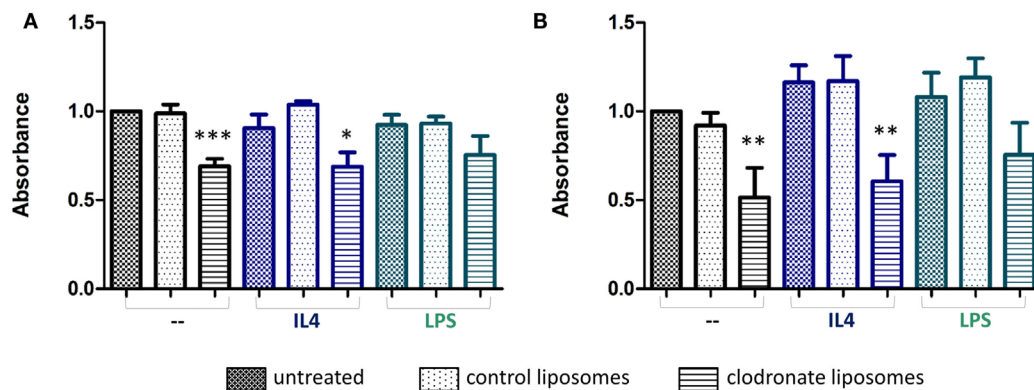 A
Absorbance
1.5
1.0
0.5
0.0
***
*
--
IL4
LPS
B
Absorbance
1.5
1.0
0.5
0.0
**
**
--
IL4
LPS
untreated
control liposomes
clodronate liposomes